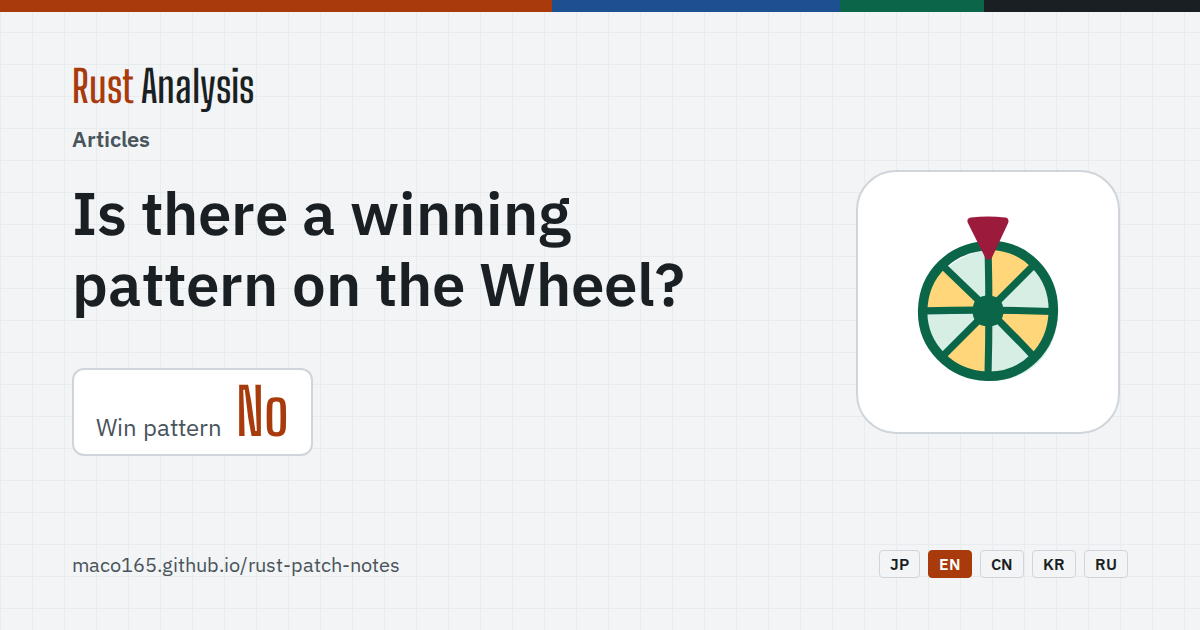 Rust Analysis
Articles
Is there a winning
pattern on the Wheel?
Win pattern No
maco165.github.io/rust-patch-notes
JP EN CN KR RU